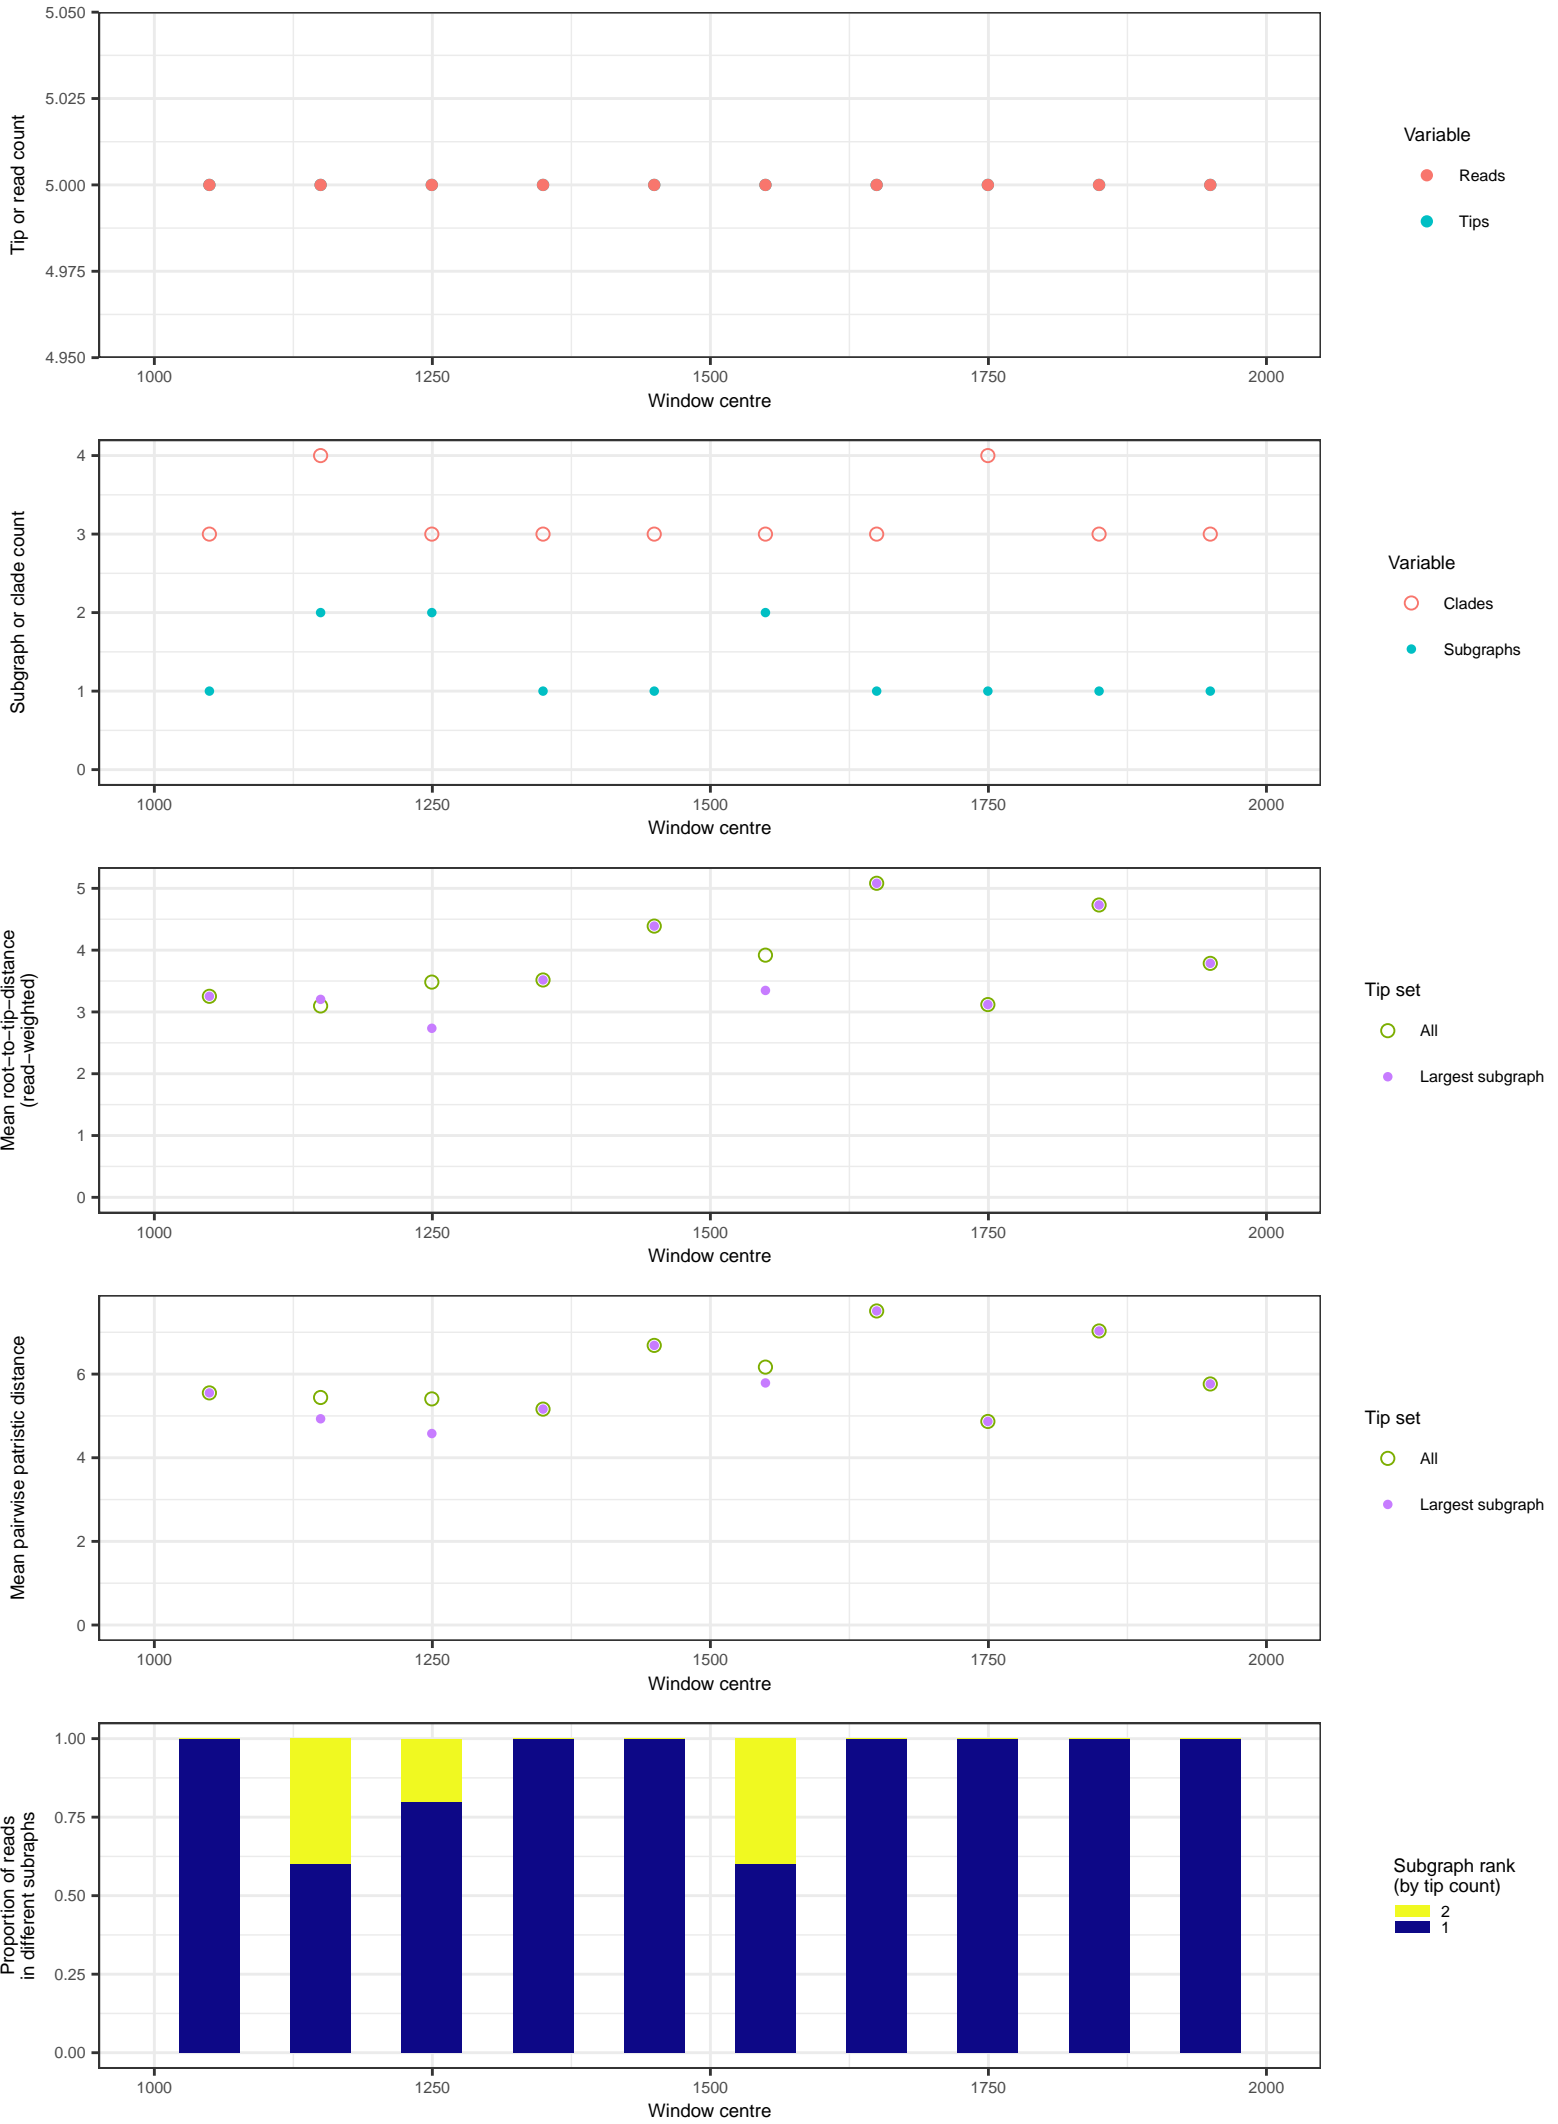 5.050
5.025
5.000
4.975
4.950
Tip or read count
1000 1250 1500 1750 2000
Window centre
Variable
Reads
Tips
4
3
2
1
0
Subgraph or clade count
1000 1250 1500 1750 2000
Window centre
Variable
Clades
Subgraphs
5
4
3
2
1
0
Mean root−to−tip−distance
(read−weighted)
1000 1250 1500 1750 2000
Window centre
Tip set
All
Largest subgraph
6
4
2
0
Mean pairwise patristic distance
1000 1250 1500 1750 2000
Window centre
Tip set
All
Largest subgraph
1.00
0.75
0.50
0.25
0.00
Proportion of reads
in different subraphs
1000 1250 1500 1750 2000
Window centre
Subgraph rank
(by tip count)
2
1